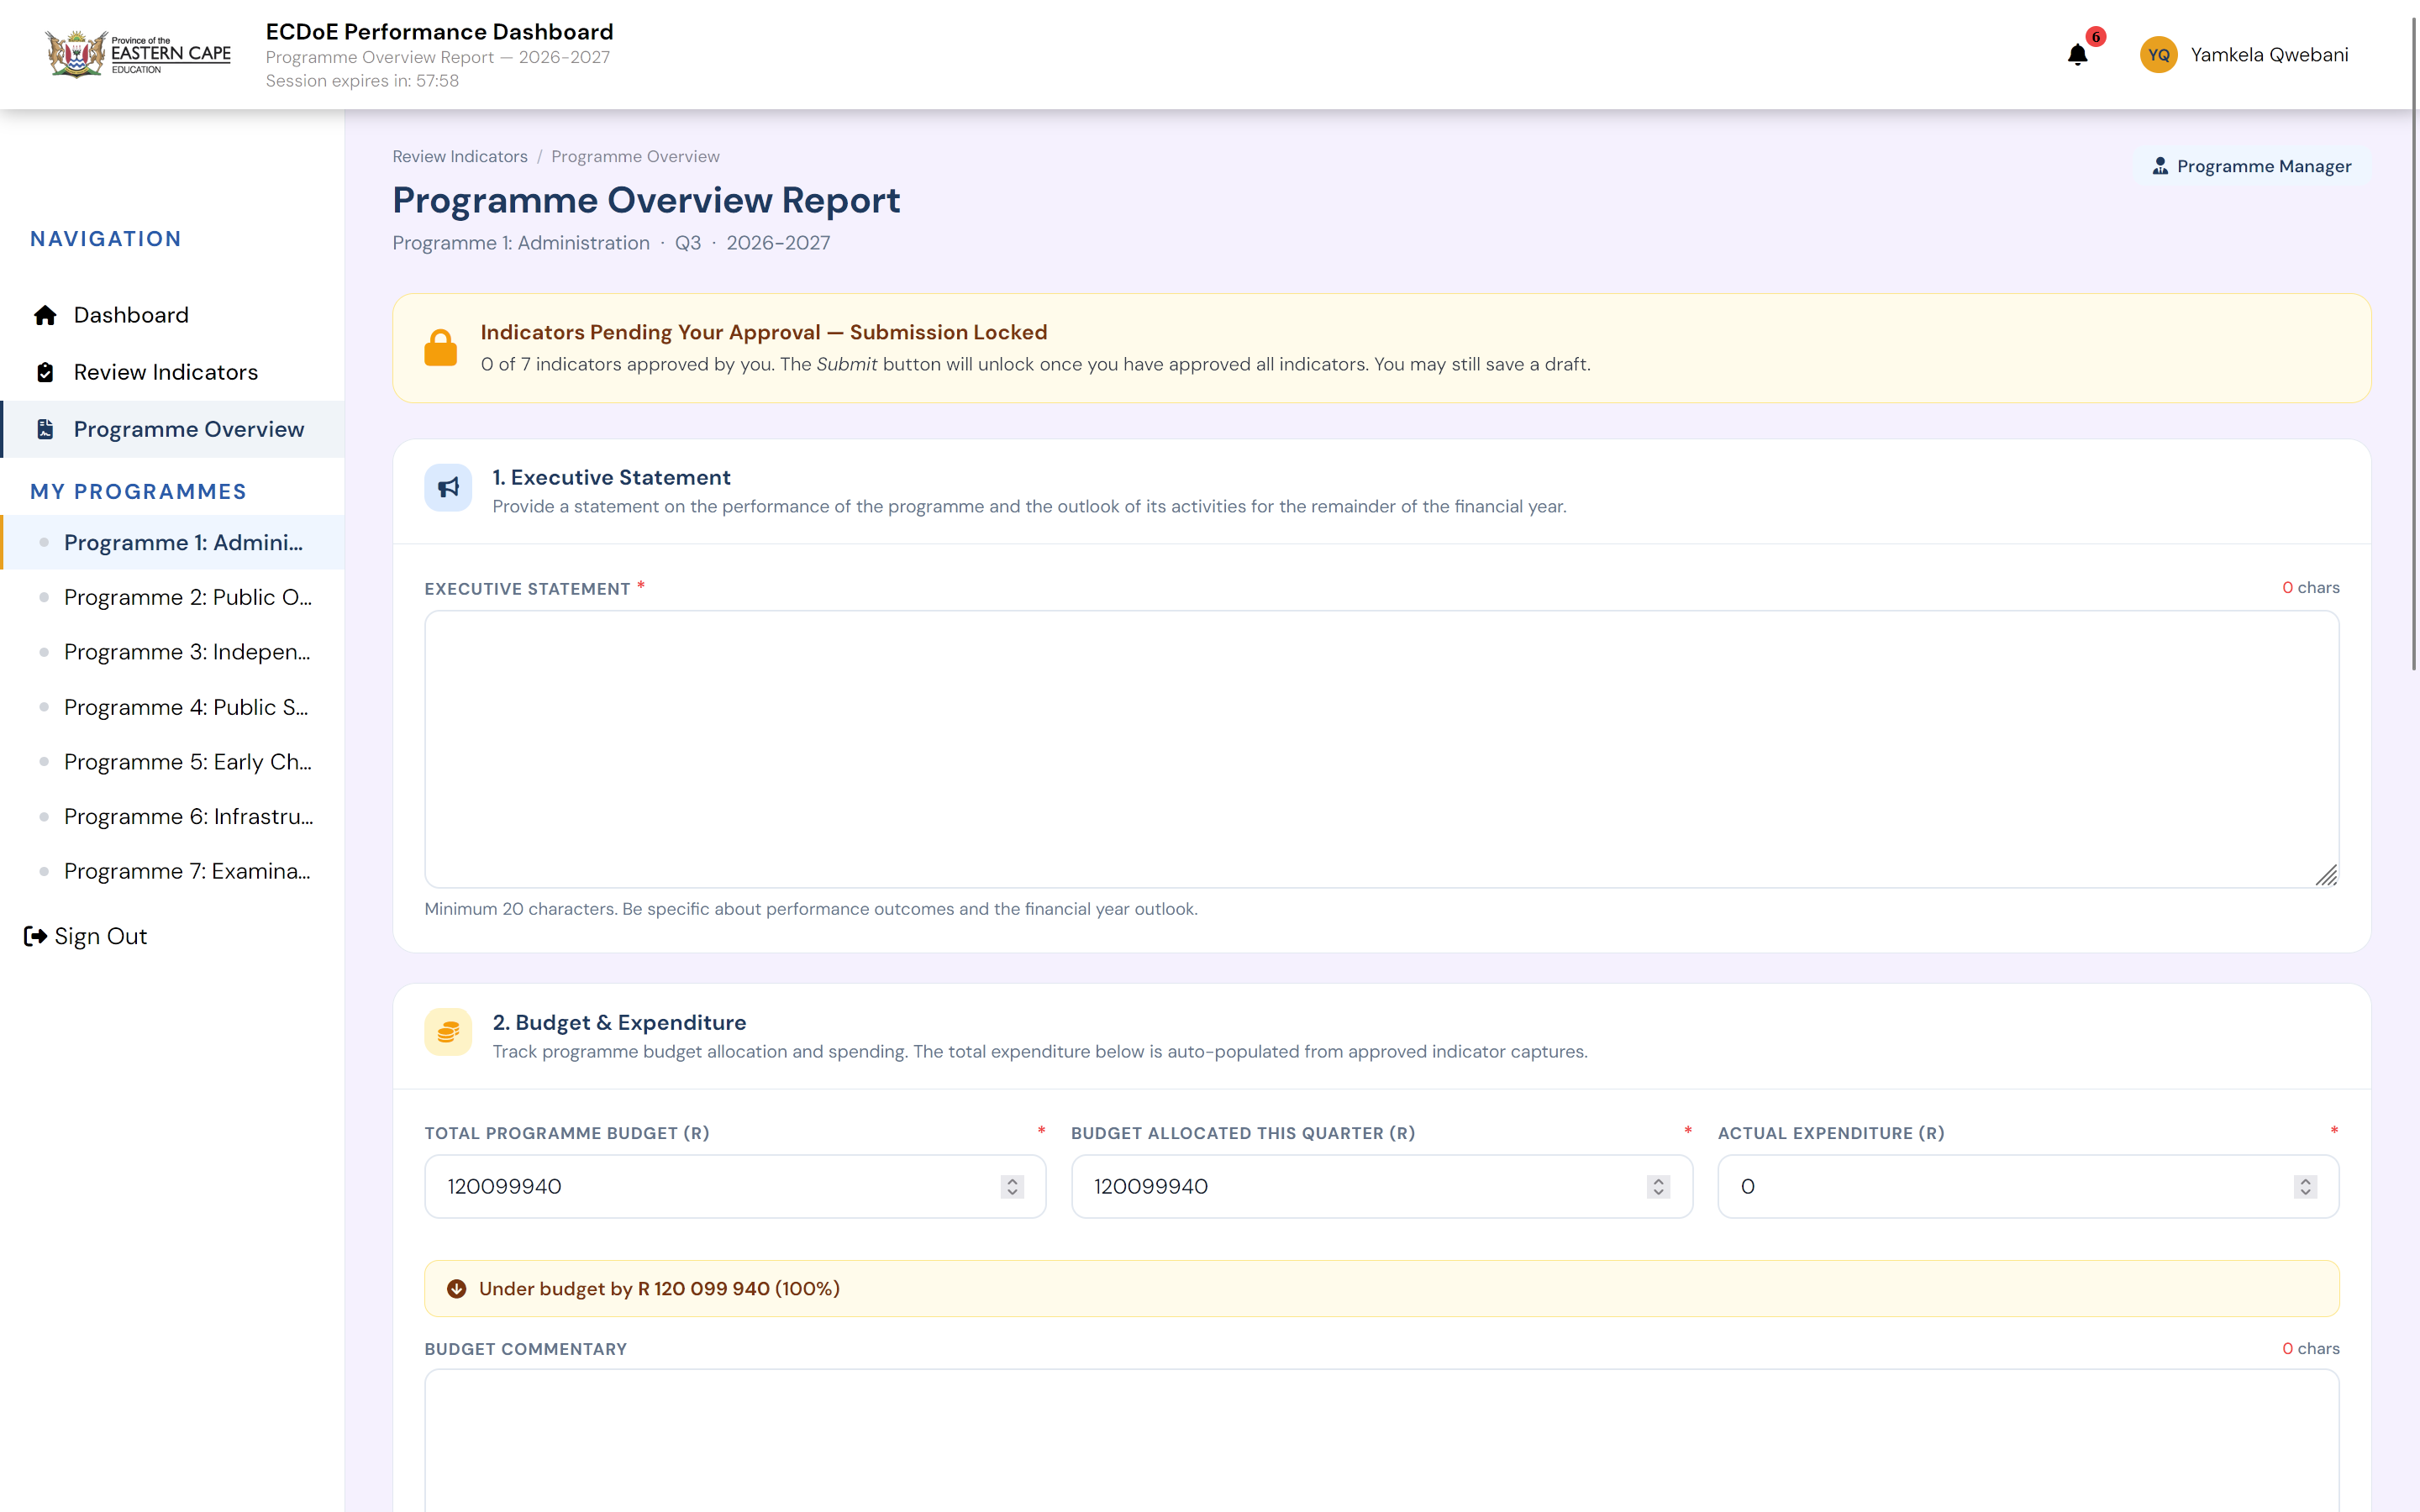 Province of the
EASTERN CAPE
EDUCATION
ECDoE Performance Dashboard
Programme Overview Report — 2026-2027
Session expires in: 57:58
6
YQ
Yamkela Qwebani
NAVIGATION
Dashboard
Review Indicators
Programme Overview
MY PROGRAMMES
Programme 1: Admini...
Programme 2: Public O...
Programme 3: Indepen...
Programme 4: Public S...
Programme 5: Early Ch...
Programme 6: Infrastru...
Programme 7: Examina...
Sign Out
Review Indicators / Programme Overview
Programme Manager
Programme Overview Report
Programme 1: Administration · Q3 · 2026-2027
Indicators Pending Your Approval — Submission Locked
0 of 7 indicators approved by you. The Submit button will unlock once you have approved all indicators. You may still save a draft.
1. Executive Statement
Provide a statement on the performance of the programme and the outlook of its activities for the remainder of the financial year.
EXECUTIVE STATEMENT *
0 chars
Minimum 20 characters. Be specific about performance outcomes and the financial year outlook.
2. Budget & Expenditure
Track programme budget allocation and spending. The total expenditure below is auto-populated from approved indicator captures.
TOTAL PROGRAMME BUDGET (R) *
120099940
BUDGET ALLOCATED THIS QUARTER (R) *
120099940
ACTUAL EXPENDITURE (R) *
0
Under budget by R 120 099 940 (100%)
BUDGET COMMENTARY
0 chars